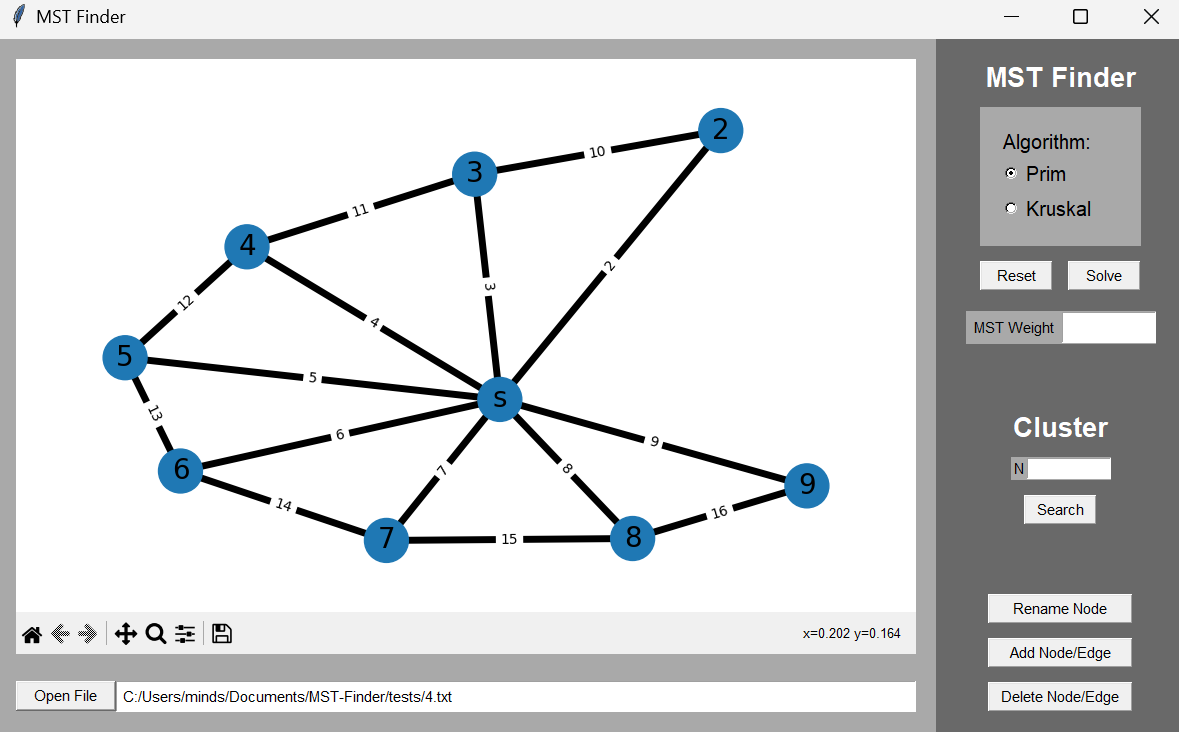 MST Finder
2
10
3
11
4
12
3
2
4
5
5
13
s
6
9
6
7
8
9
14
16
7
15
8
x=0.202 y=0.164
Open File C:/Users/minds/Documents/MST-Finder/tests/4.txt
MST Finder
Algorithm:
Prim
Kruskal
Reset Solve
MST Weight
Cluster
N
Search
Rename Node
Add Node/Edge
Delete Node/Edge